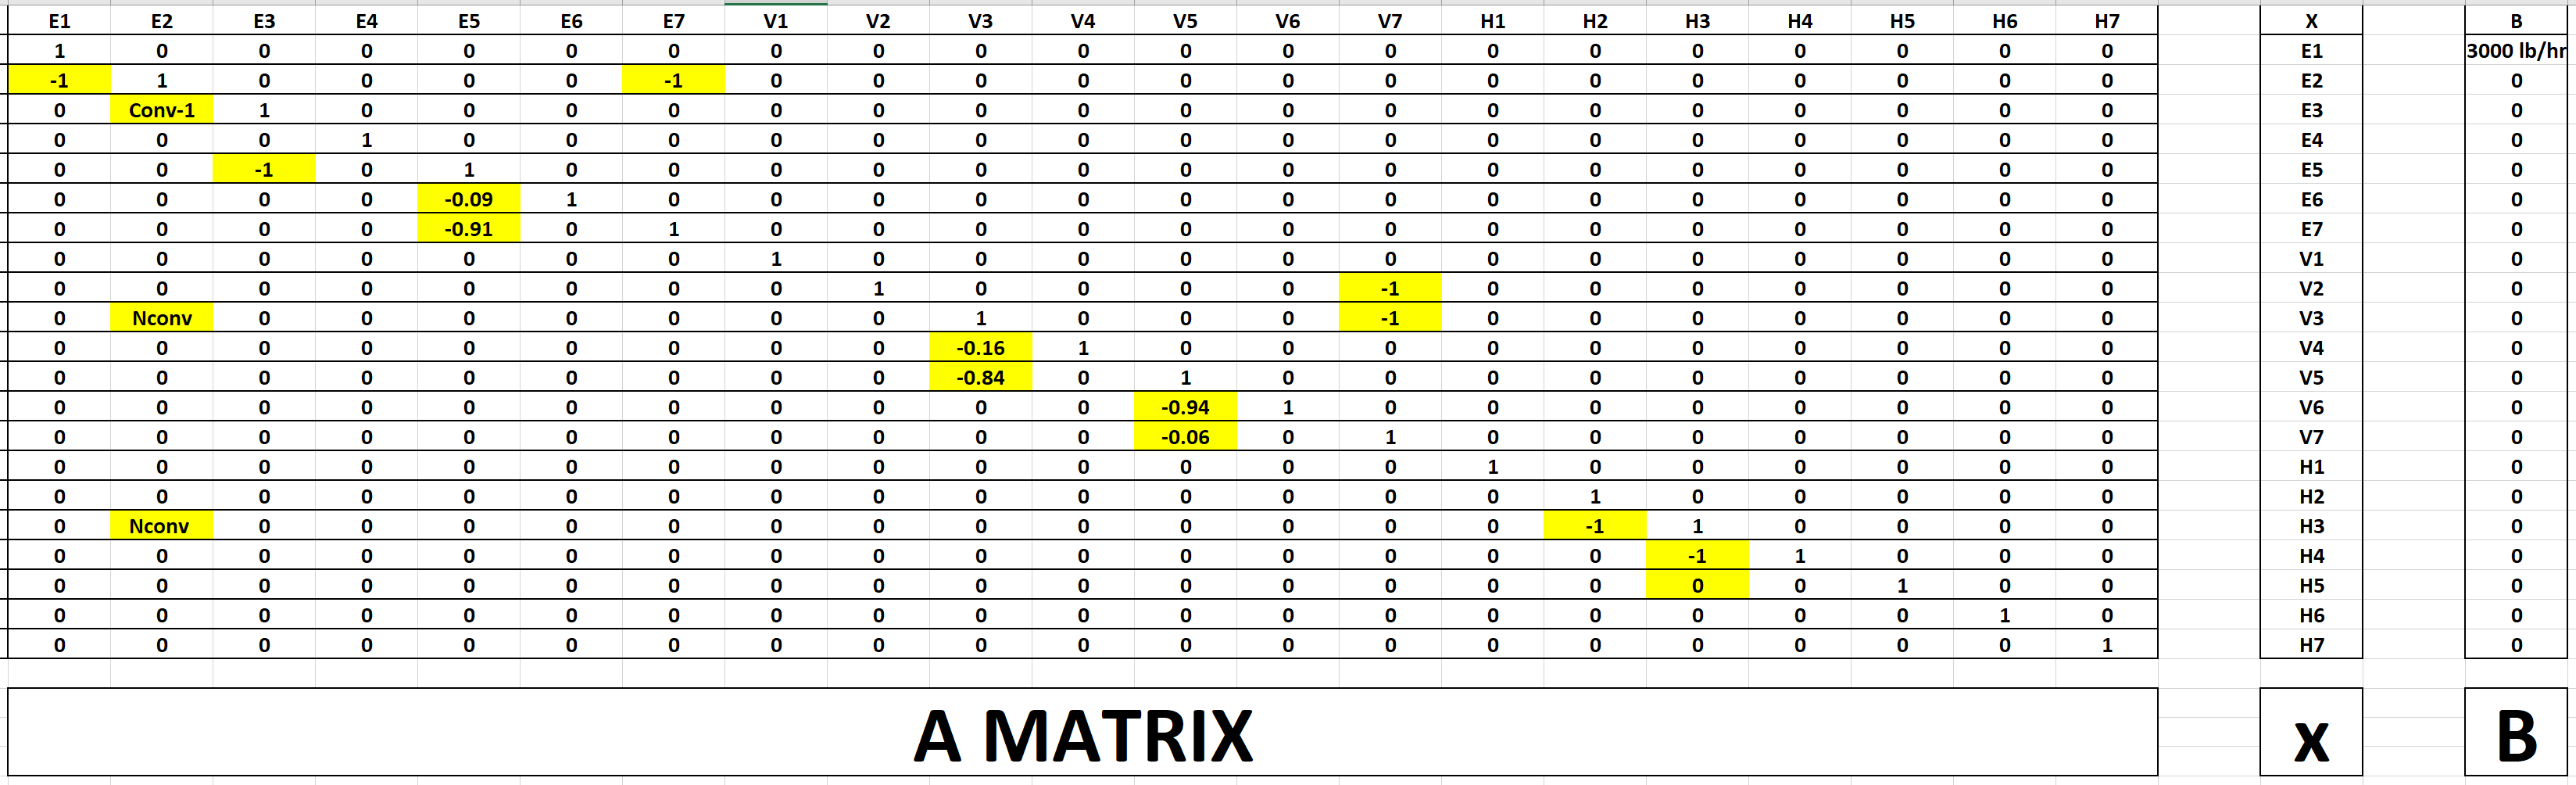 E1 E2 E3 E4 E5 E6 E7 V1 V2 V3 V4 V5 V6 V7 H1 H2 H3 H4 H5 H6 H7 X B
1 0 0 0 0 0 0 0 0 0 0 0 0 0 0 0 0 0 0 0 0 E1 3000 lb/hr
-1 1 0 0 0 0 -1 0 0 0 0 0 0 0 0 0 0 0 0 0 0 E2 0
0 Conv-1 1 0 0 0 0 0 0 0 0 0 0 0 0 0 0 0 0 0 0 E3 0
0 0 0 1 0 0 0 0 0 0 0 0 0 0 0 0 0 0 0 0 0 E4 0
0 0 -1 0 1 0 0 0 0 0 0 0 0 0 0 0 0 0 0 0 0 E5 0
0 0 0 0 -0.09 1 0 0 0 0 0 0 0 0 0 0 0 0 0 0 0 E6 0
0 0 0 0 -0.91 0 1 0 0 0 0 0 0 0 0 0 0 0 0 0 0 E7 0
0 0 0 0 0 0 0 1 0 0 0 0 0 0 0 0 0 0 0 0 0 V1 0
0 0 0 0 0 0 0 0 1 0 0 0 0 -1 0 0 0 0 0 0 0 V2 0
0 Nconv 0 0 0 0 0 0 0 1 0 0 0 -1 0 0 0 0 0 0 0 V3 0
0 0 0 0 0 0 0 0 0 -0.16 1 0 0 0 0 0 0 0 0 0 0 V4 0
0 0 0 0 0 0 0 0 0 -0.84 0 1 0 0 0 0 0 0 0 0 0 V5 0
0 0 0 0 0 0 0 0 0 0 0 -0.94 1 0 0 0 0 0 0 0 0 V6 0
0 0 0 0 0 0 0 0 0 0 0 -0.06 0 1 0 0 0 0 0 0 0 V7 0
0 0 0 0 0 0 0 0 0 0 0 0 0 0 1 0 0 0 0 0 0 H1 0
0 0 0 0 0 0 0 0 0 0 0 0 0 0 0 1 0 0 0 0 0 H2 0
0 Nconv 0 0 0 0 0 0 0 0 0 0 0 0 0 -1 1 0 0 0 0 H3 0
0 0 0 0 0 0 0 0 0 0 0 0 0 0 0 0 -1 1 0 0 0 H4 0
0 0 0 0 0 0 0 0 0 0 0 0 0 0 0 0 0 0 1 0 0 H5 0
0 0 0 0 0 0 0 0 0 0 0 0 0 0 0 0 0 0 0 1 0 H6 0
0 0 0 0 0 0 0 0 0 0 0 0 0 0 0 0 0 0 0 0 1 H7 0
A MATRIX x B